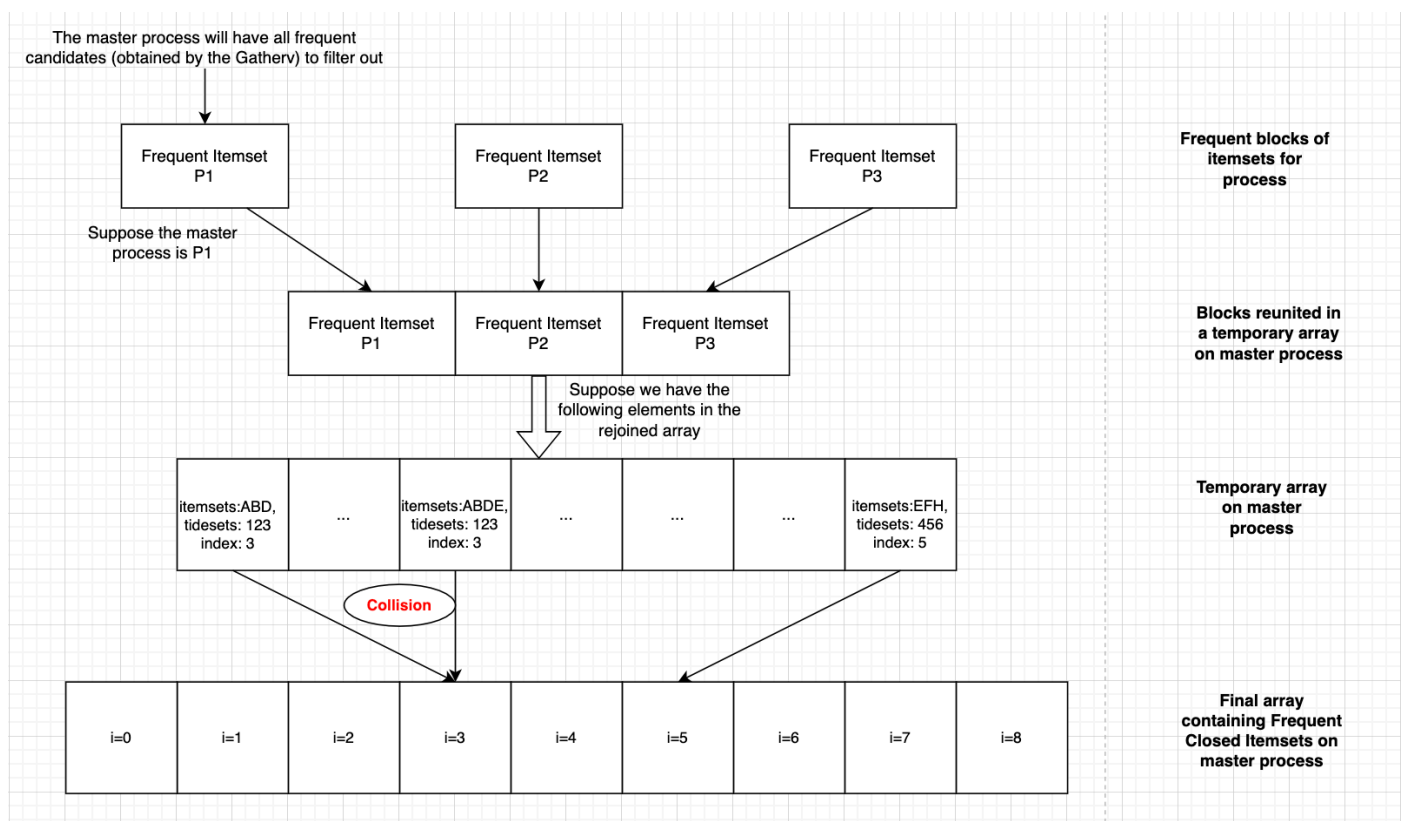 The master process will have all frequent
candidates (obtained by the Gatherv) to filter out
Frequent Itemset
P1
Frequent Itemset
P2
Frequent Itemset
P3
Frequent blocks of
itemsets for
process
Suppose the master
process is P1
Frequent Itemset
P1
Frequent Itemset
P2
Frequent Itemset
P3
Blocks reunited in
a temporary array
on master process
Suppose we have the
following elements in the
rejoined array
itemsets:ABD,
tidesets: 123
index: 3
...
itemsets:ABDE,
tidesets: 123
index: 3
...
...
...
itemsets:EFH,
tidesets: 456
index: 5
Temporary array
on master
process
Collision
i=0
i=1
i=2
i=3
i=4
i=5
i=6
i=7
i=8
Final array
containing Frequent
Closed Itemsets on
master process